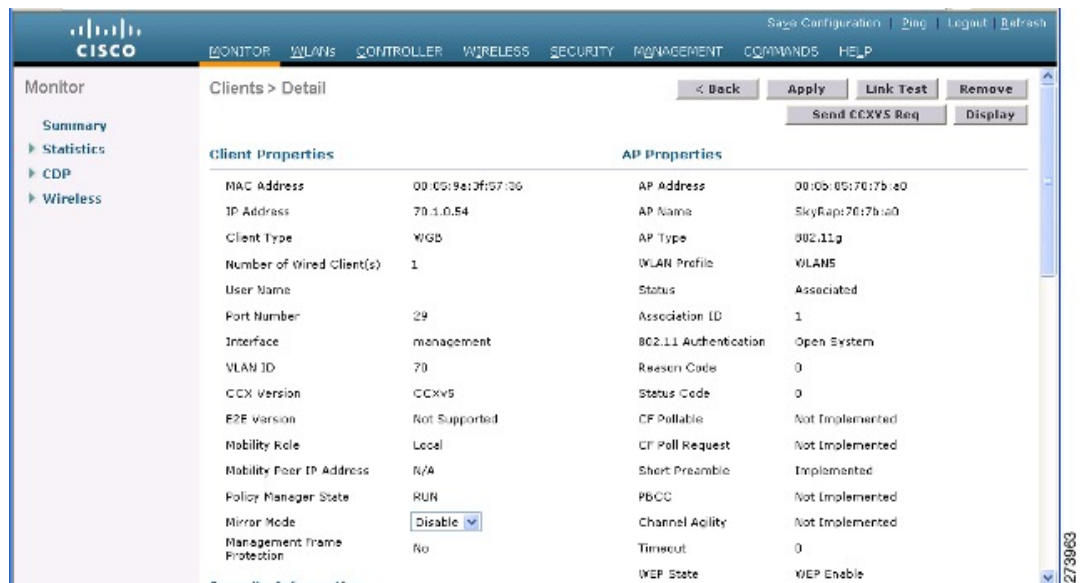 Save Configuration | Ping | Logout | Refresh
CISCO
MONITOR WLANs CONTROLLER WIRELESS SECURITY MANAGEMENT COMMANDS HELP
Monitor
Summary
Statistics
CDP
Wireless
Clients > Detail
< Back Apply Link Test Remove
Send CCXV5 Req Display
Client Properties
MAC Address 00:05:9a:3f:57:36
IP Address 70.1.0.54
Client Type WGB
Number of Wired Client(s) 1
User Name
Port Number 29
Interface management
VLAN ID 70
CCX Version CCXv5
E2E Version Not Supported
Mobility Role Local
Mobility Peer IP Address N/A
Policy Manager State RUN
Mirror Mode Disable
Management Frame
Protection No
AP Properties
AP Address 00:0b:85:70:7b:a0
AP Name SkyRap:70:7b:a0
AP Type 802.11g
WLAN Profile WLAN5
Status Associated
Association ID 1
802.11 Authentication Open System
Reason Code 0
Status Code 0
CF Pollable Not Implemented
CF Poll Request Not Implemented
Short Preamble Implemented
PBCC Not Implemented
Channel Agility Not Implemented
Timeout 0
WEP State WEP Enable
273963